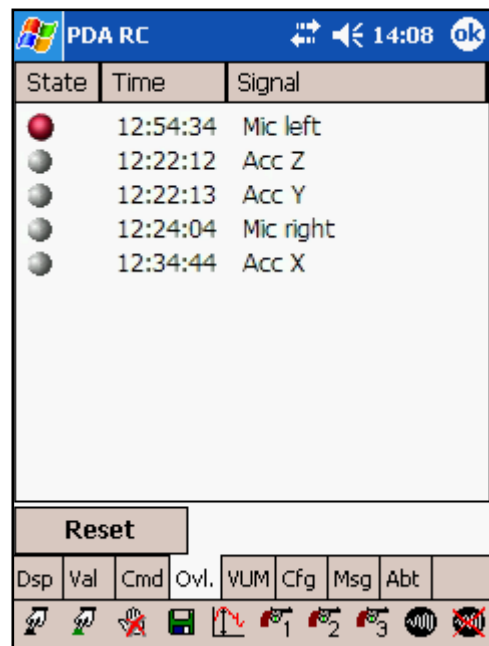 PDA RC 14:08 ok
State Time Signal
12:54:34 Mic left
12:22:12 Acc Z
12:22:13 Acc Y
12:24:04 Mic right
12:34:44 Acc X
Reset
Dsp Val Cmd Ovl. VUM Cfg Msg Abt
1 2 3